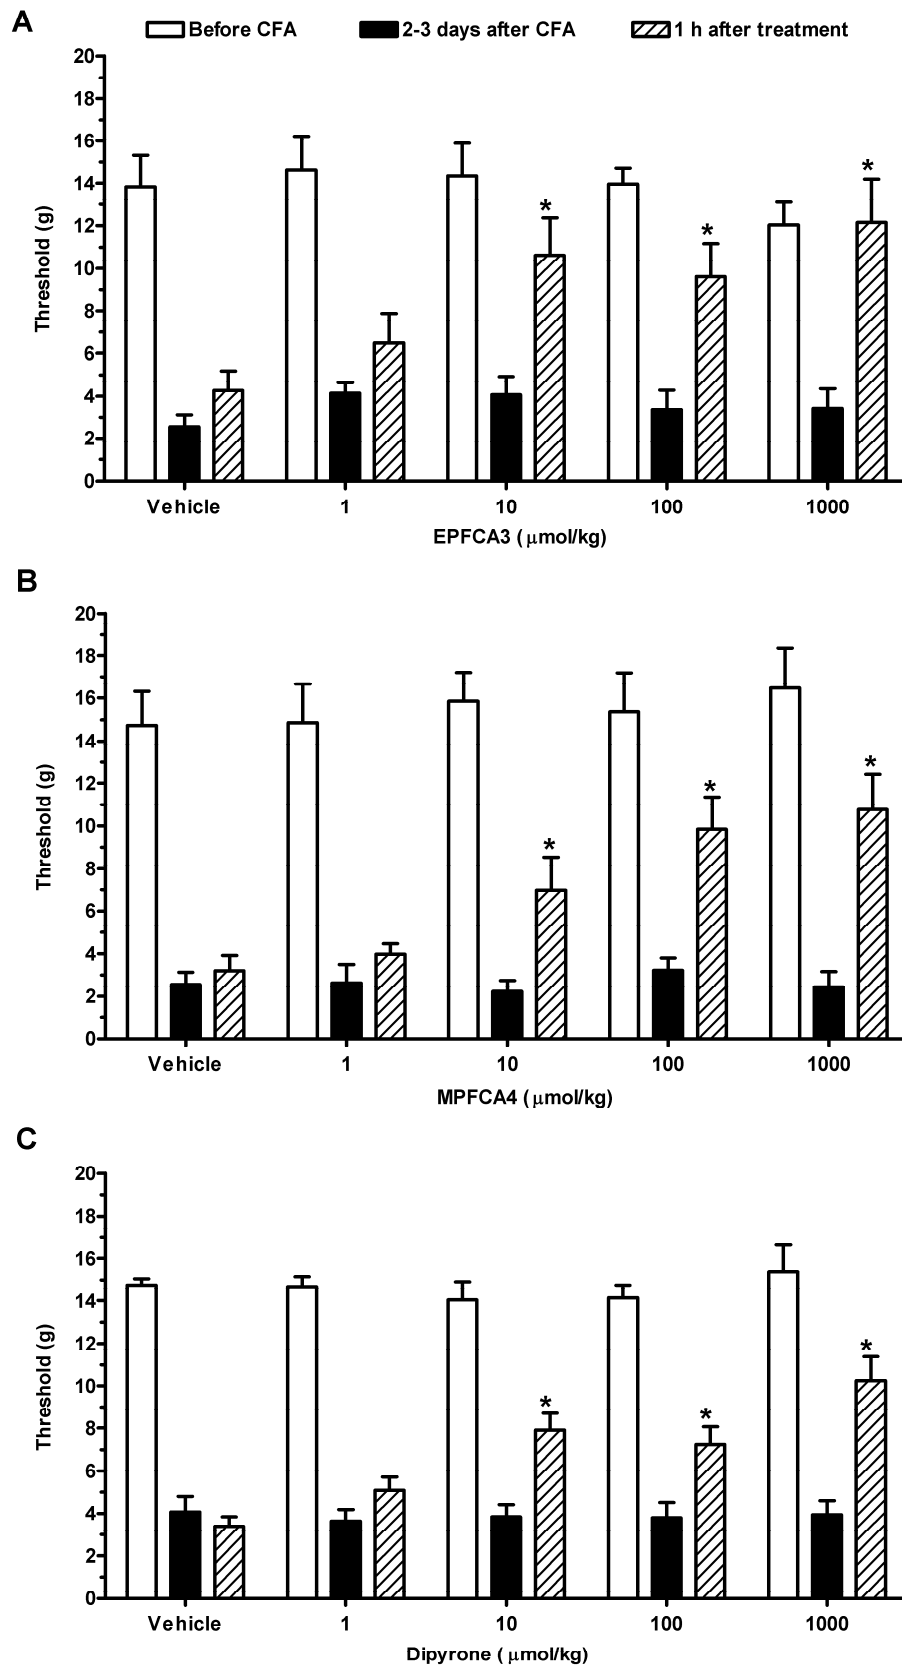 A
Before CFA 2-3 days after CFA 1 h after treatment
20
18
16
14
12
10
8
6
4
2
0
Threshold (g)
* * *
Vehicle 1 10 100 1000
EPFCA3 ( μmol/kg)
B
20
18
16
14
12
10
8
6
4
2
0
Threshold (g)
* * *
Vehicle 1 10 100 1000
MPFCA4 ( μmol/kg)
C
20
18
16
14
12
10
8
6
4
2
0
Threshold (g)
* * *
Vehicle 1 10 100 1000
Dipyrone ( μmol/kg)